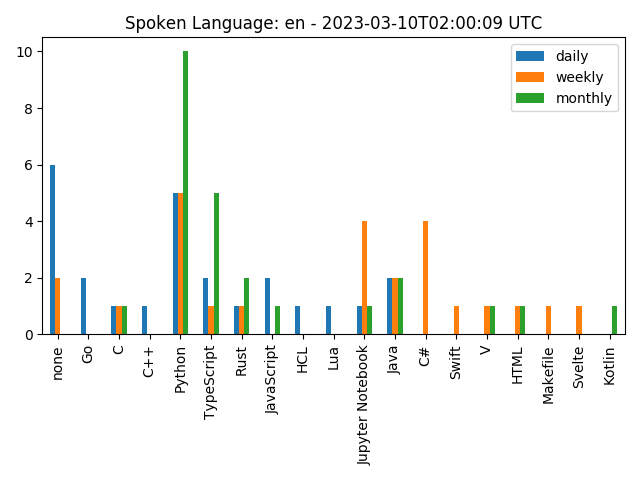 Spoken Language: en - 2023-03-10T02:00:09 UTC
daily
weekly
monthly
10
8
6
4
2
0
none
Go
C
C++
Python
TypeScript
Rust
JavaScript
HCL
Lua
Jupyter Notebook
Java
C#
Swift
V
HTML
Makefile
Svelte
Kotlin